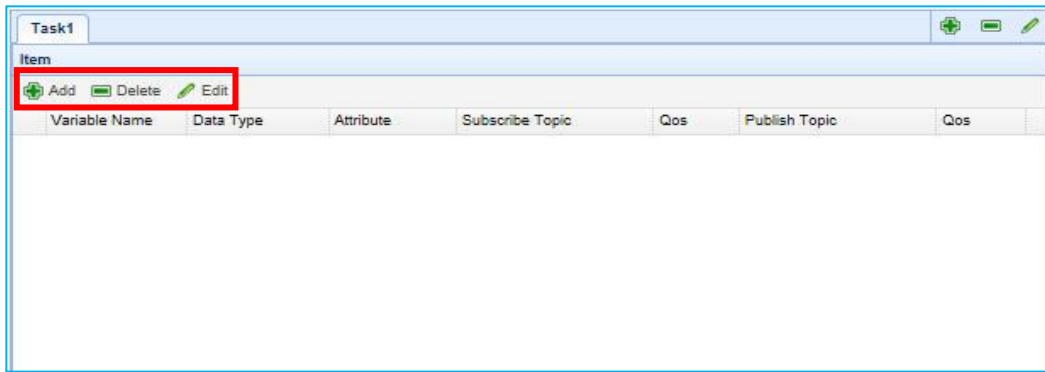 Task1
Item
Add Delete Edit
Variable Name Data Type Attribute Subscribe Topic Qos Publish Topic Qos